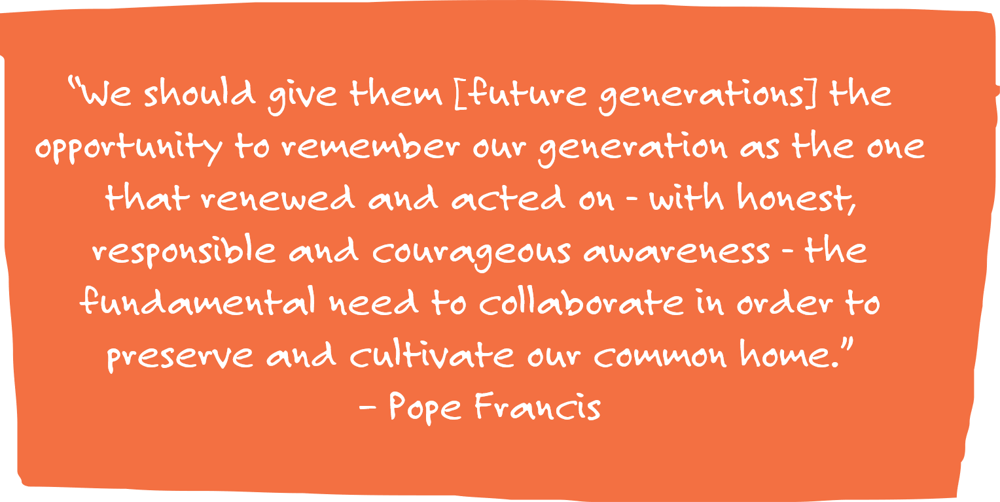 “We should give them [future generations] the
opportunity to remember our generation as the one
that renewed and acted on - with honest,
responsible and courageous awareness - the
fundamental need to collaborate in order to
preserve and cultivate our common home.”
– Pope Francis